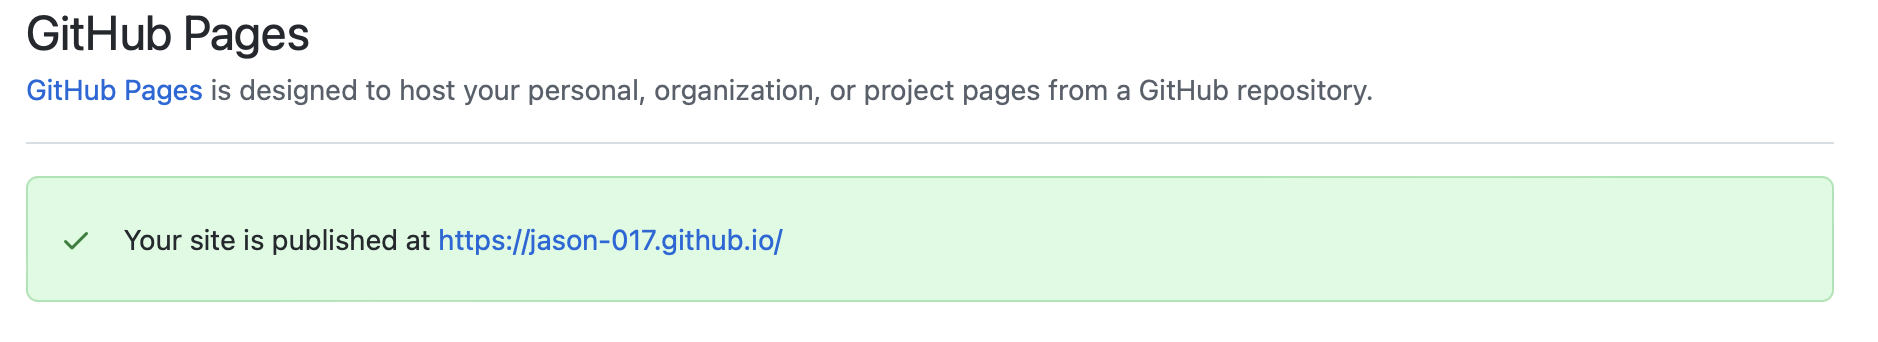 GitHub Pages
GitHub Pages is designed to host your personal, organization, or project pages from a GitHub repository.
Your site is published at https://jason-017.github.io/